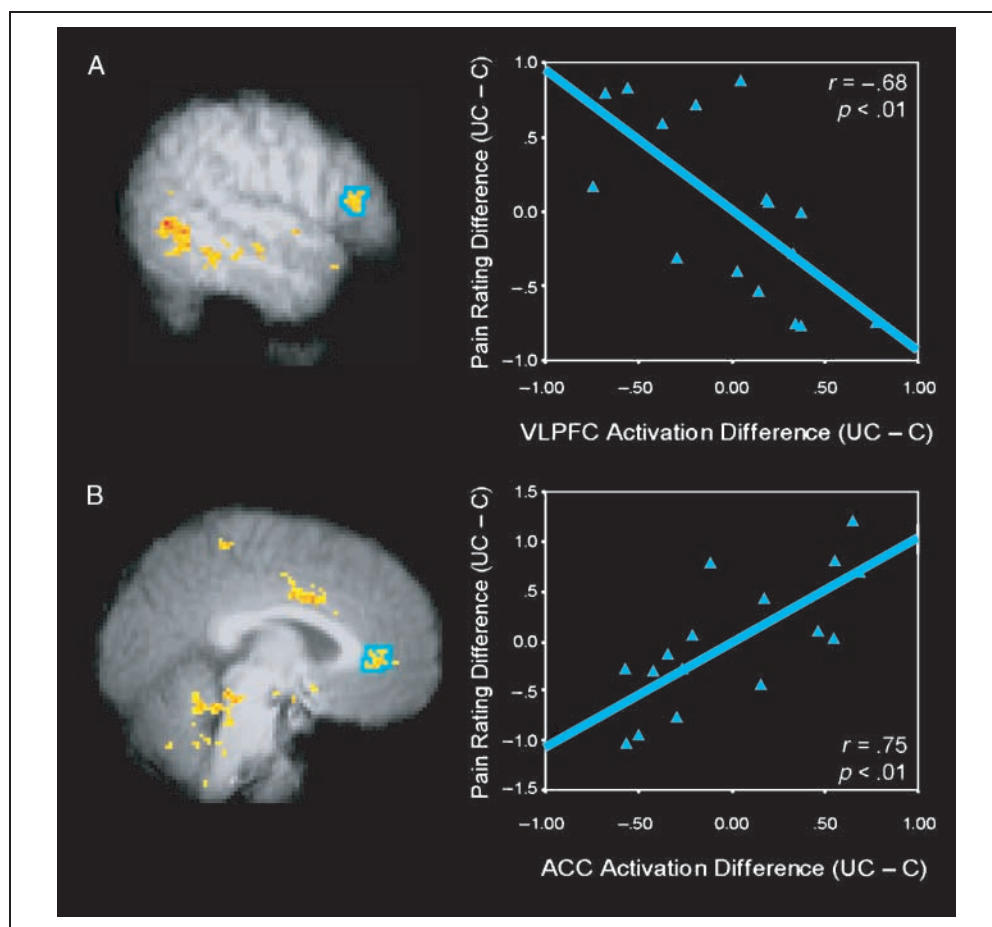 A
Pain Rating Difference (UC – C)
1.0
.5
0.0
–.5
–1.0
r = –.68
p < .01
–1.00
–.50
0.00
.50
1.00
VLPFC Activation Difference (UC – C)
B
Pain Rating Difference (UC – C)
1.5
1.0
.5
0.0
–.5
–1.0
–1.5
r = .75
p < .01
–1.00
–.50
0.00
.50
1.00
ACC Activation Difference (UC – C)